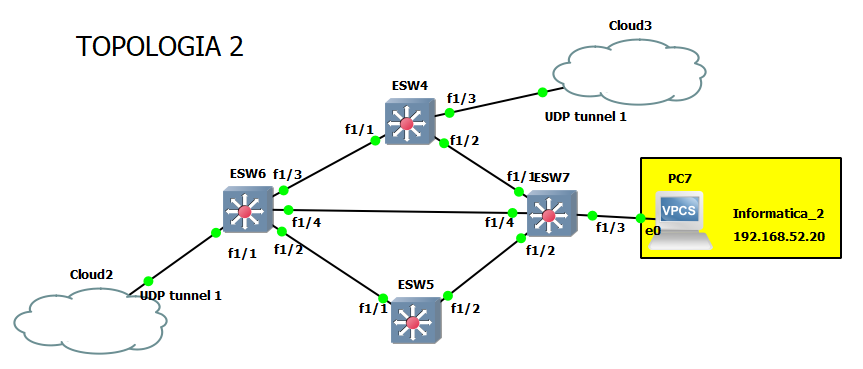 Cloud3
TOPOLOGIA 2
ESW4
f1/3
UDP tunnel 1
f1/1
f1/2
ESW6
f1/3
f1/1
ESW7
PC7
VPCS
Informatica_2
f1/4
f1/4
f1/3
e0
192.168.52.20
f1/1
f1/2
f1/2
Cloud2
UDP tunnel 1
ESW5
f1/1
f1/2